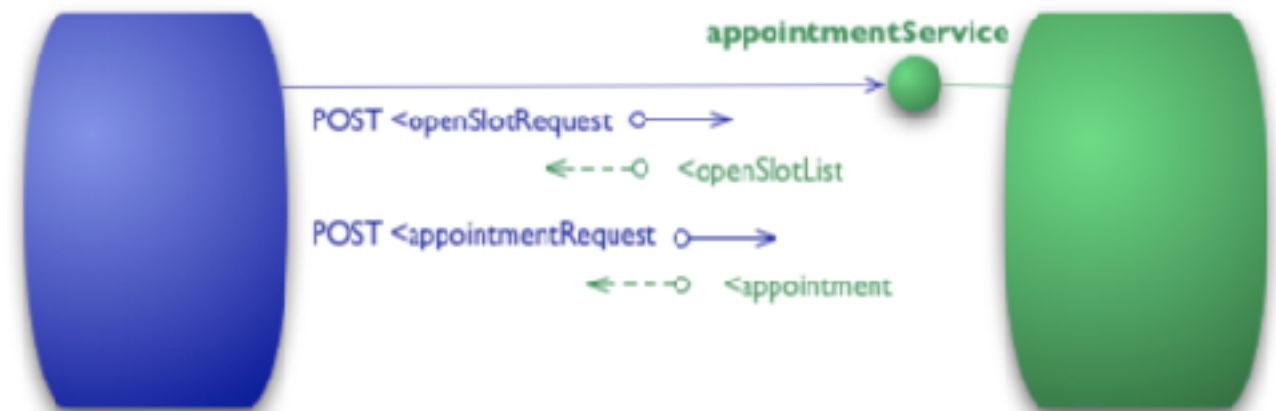 appointmentService
POST <openSlotRequest
<openSlotList
POST <appointmentRequest
<appointment